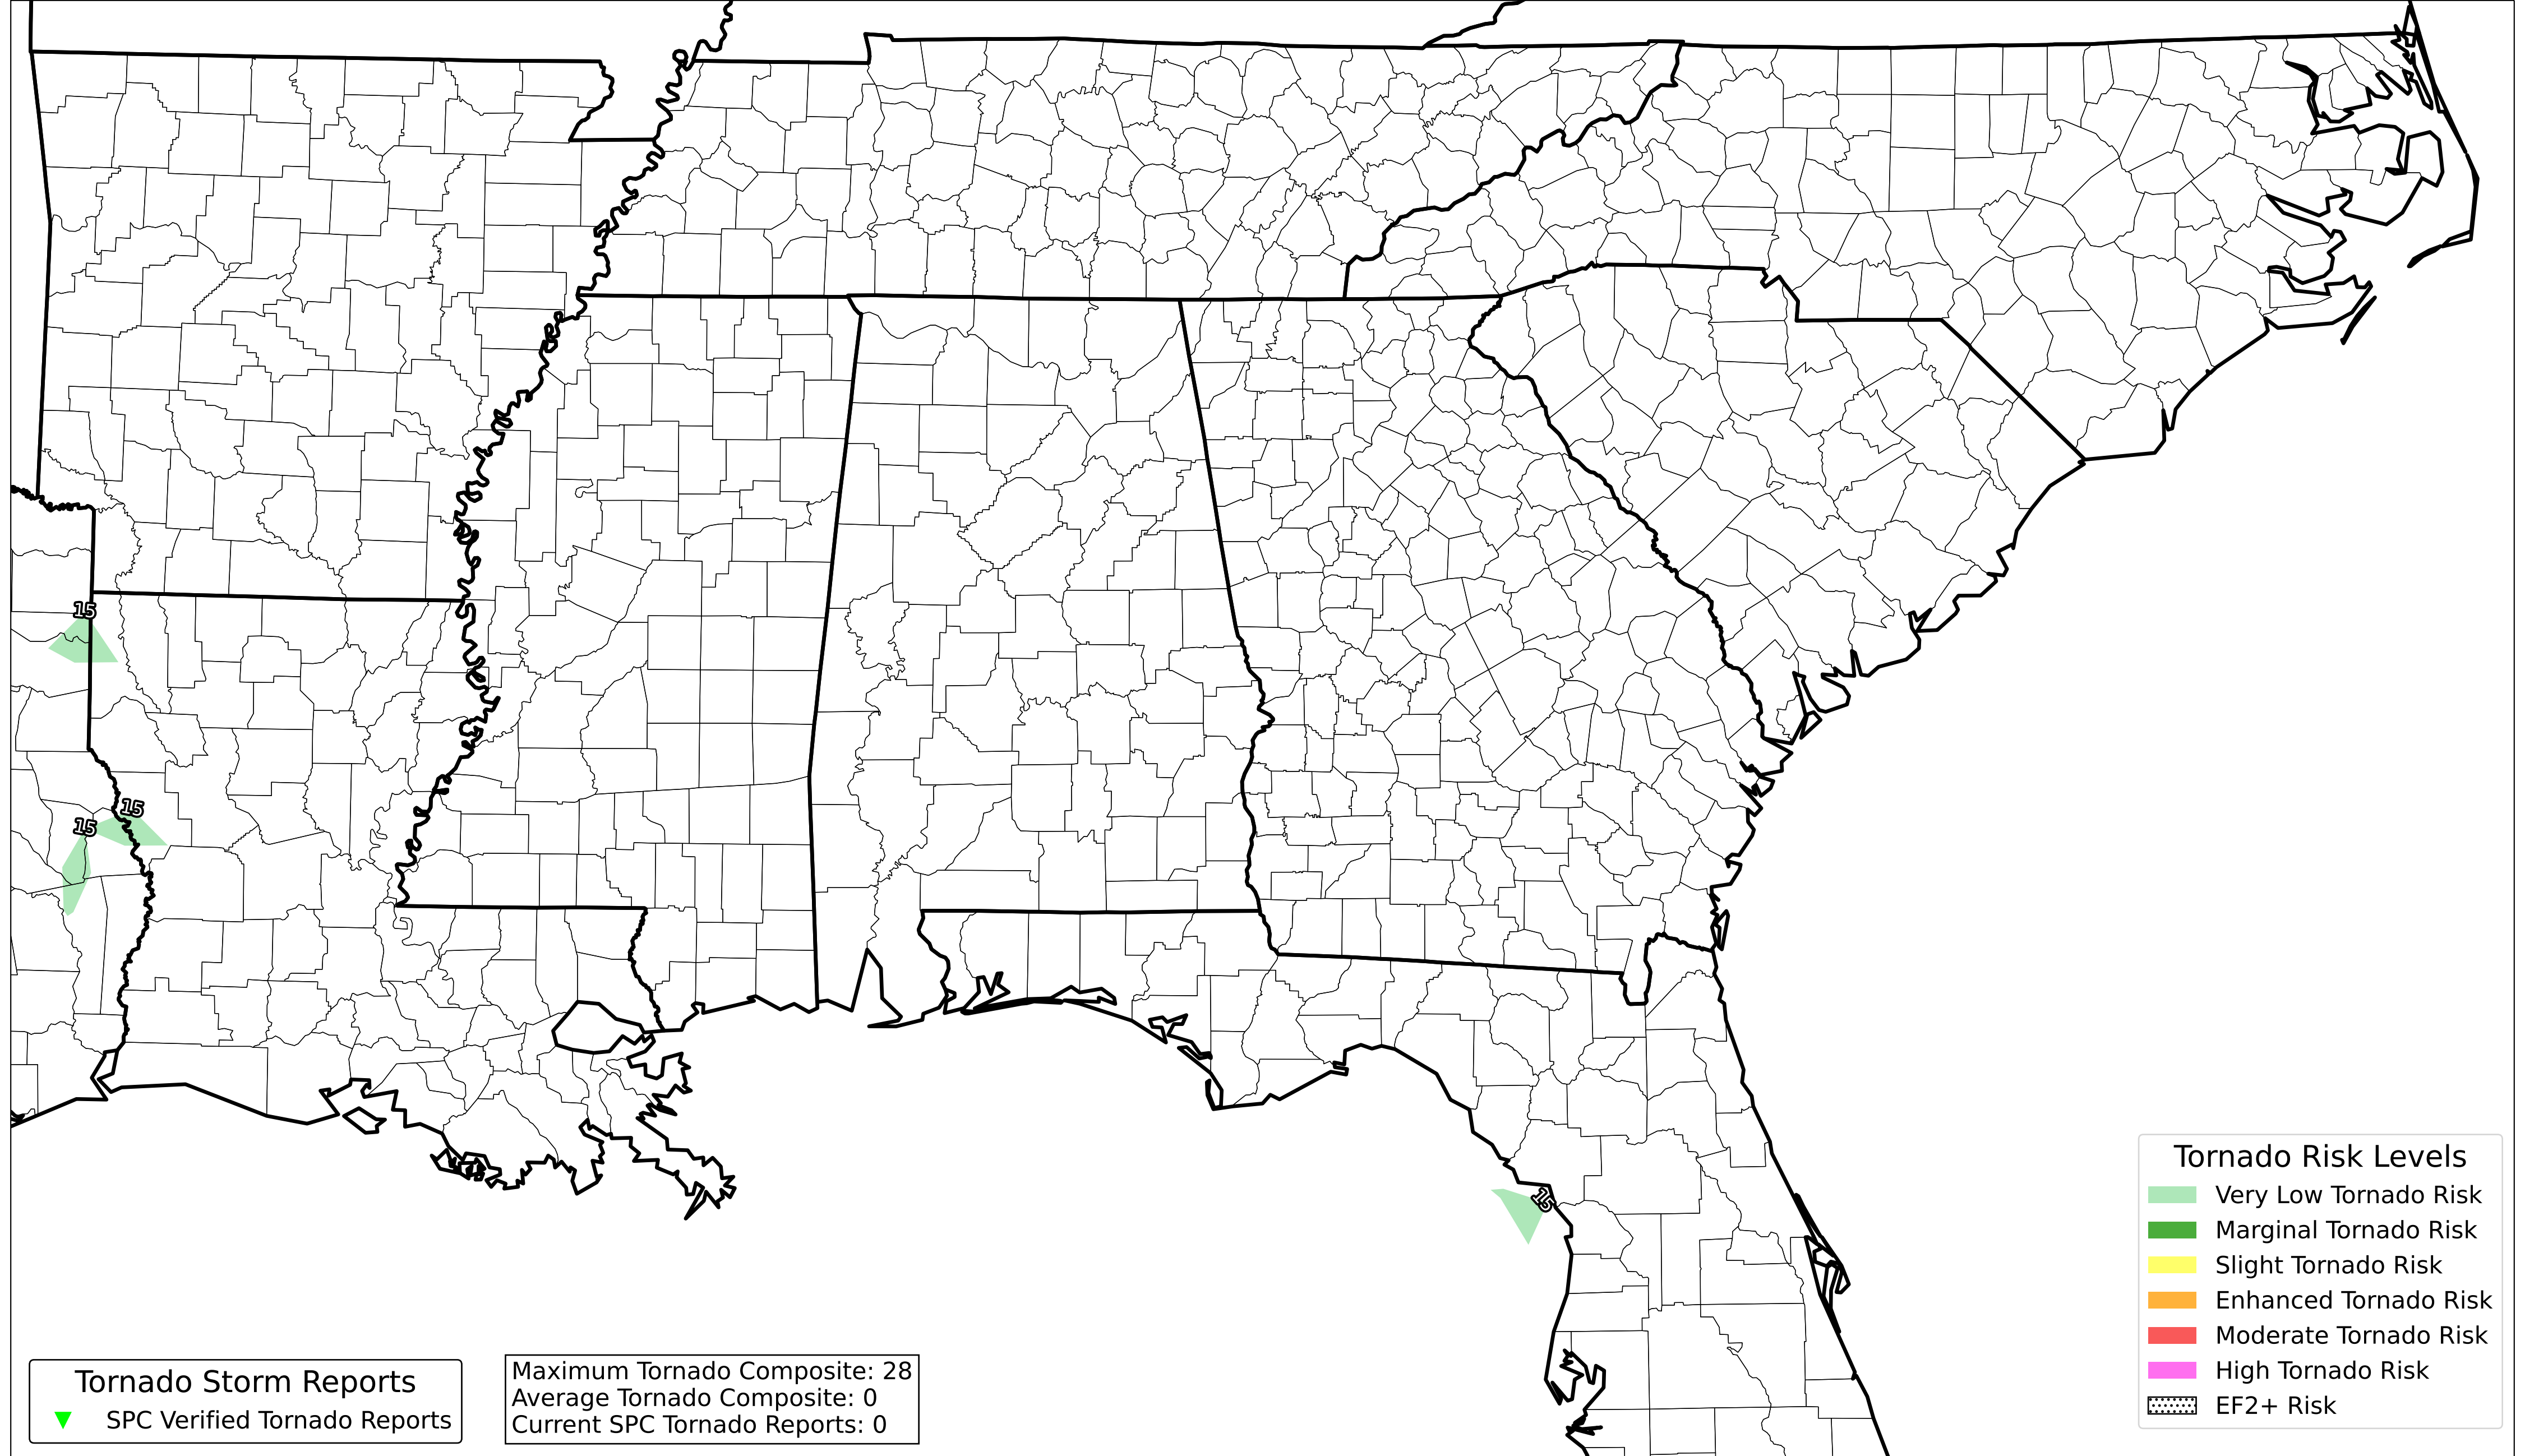 15
15
15
15
Tornado Storm Reports
SPC Verified Tornado Reports
Maximum Tornado Composite: 28
Average Tornado Composite: 0
Current SPC Tornado Reports: 0
Tornado Risk Levels
Very Low Tornado Risk
Marginal Tornado Risk
Slight Tornado Risk
Enhanced Tornado Risk
Moderate Tornado Risk
High Tornado Risk
EF2+ Risk